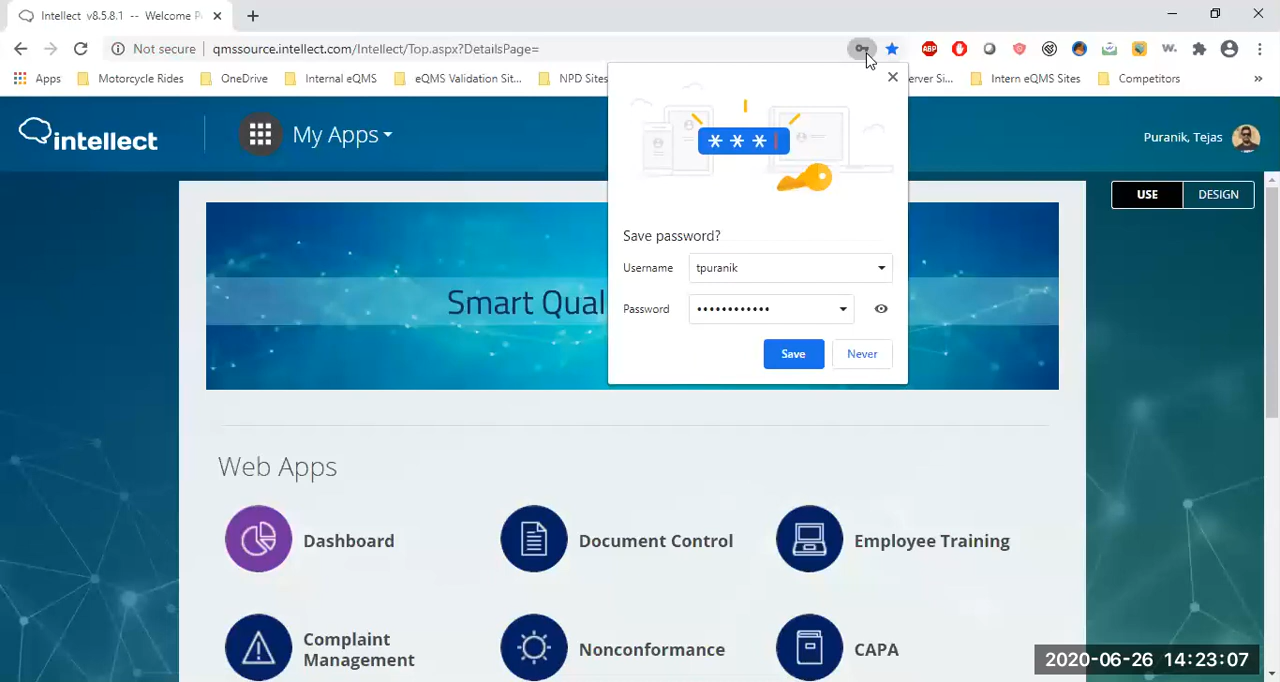 Intellect v8.5.8.1 -- Welcome P
Not secure qmssource.intellect.com/Intellect/Top.aspx?DetailsPage=
ABP
w.
Apps Motorcycle Rides OneDrive Internal eQMS eQMS Validation Sit... NPD Sites erver Si... Intern eQMS Sites Competitors »
intellect My Apps Puranik, Tejas
USE DESIGN
* * *
Save password?
Username tpuranik
Password ••••••••••••
Save Never
Smart Qual
Web Apps
Dashboard Document Control Employee Training
Complaint
Management
Nonconformance CAPA
2020-06-26 14:23:07